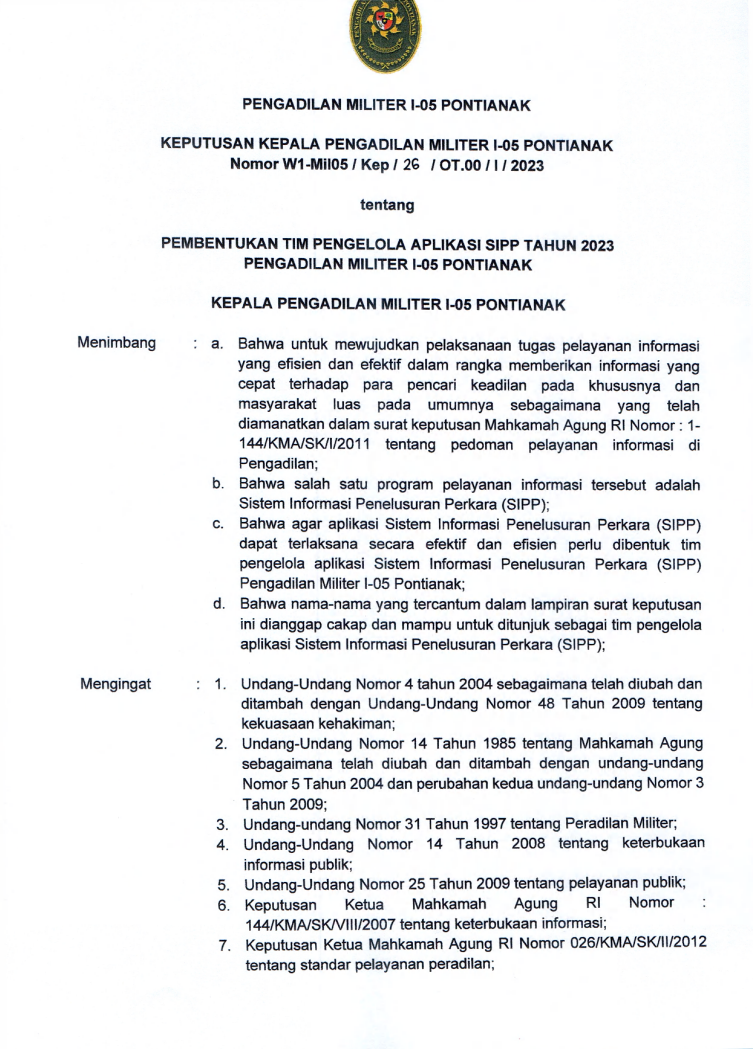 PENGADILAN MILITER I-05 PONTIANAK
KEPUTUSAN KEPALA PENGADILAN MILITER I-05 PONTIANAK
Nomor W1-Mil05 / Kep / 26 / OT.00 / I / 2023
tentang
PEMBENTUKAN TIM PENGELOLA APLIKASI SIPP TAHUN 2023
PENGADILAN MILITER I-05 PONTIANAK
KEPALA PENGADILAN MILITER I-05 PONTIANAK
Menimbang : a. Bahwa untuk mewujudkan pelaksanaan tugas pelayanan informasi
yang efisien dan efektif dalam rangka memberikan informasi yang
cepat terhadap para pencari keadilan pada khususnya dan
masyarakat luas pada umumnya sebagaimana yang telah
diamanatkan dalam surat keputusan Mahkamah Agung RI Nomor : 1-
144/KMA/SK/I/2011 tentang pedoman pelayanan informasi di
Pengadilan;
b. Bahwa salah satu program pelayanan informasi tersebut adalah
Sistem Informasi Penelusuran Perkara (SIPP);
c. Bahwa agar aplikasi Sistem Informasi Penelusuran Perkara (SIPP)
dapat terlaksana secara efektif dan efisien perlu dibentuk tim
pengelola aplikasi Sistem Informasi Penelusuran Perkara (SIPP)
Pengadilan Militer I-05 Pontianak;
d. Bahwa nama-nama yang tercantum dalam lampiran surat keputusan
ini dianggap cakap dan mampu untuk ditunjuk sebagai tim pengelola
aplikasi Sistem Informasi Penelusuran Perkara (SIPP);
Mengingat : 1. Undang-Undang Nomor 4 tahun 2004 sebagaimana telah diubah dan
ditambah dengan Undang-Undang Nomor 48 Tahun 2009 tentang
kekuasaan kehakiman;
2. Undang-Undang Nomor 14 Tahun 1985 tentang Mahkamah Agung
sebagaimana telah diubah dan ditambah dengan undang-undang
Nomor 5 Tahun 2004 dan perubahan kedua undang-undang Nomor 3
Tahun 2009;
3. Undang-undang Nomor 31 Tahun 1997 tentang Peradilan Militer;
4. Undang-Undang Nomor 14 Tahun 2008 tentang keterbukaan
informasi publik;
5. Undang-Undang Nomor 25 Tahun 2009 tentang pelayanan publik;
6. Keputusan Ketua Mahkamah Agung RI Nomor :
144/KMA/SK/VIII/2007 tentang keterbukaan informasi;
7. Keputusan Ketua Mahkamah Agung RI Nomor 026/KMA/SK/II/2012
tentang standar pelayanan peradilan;